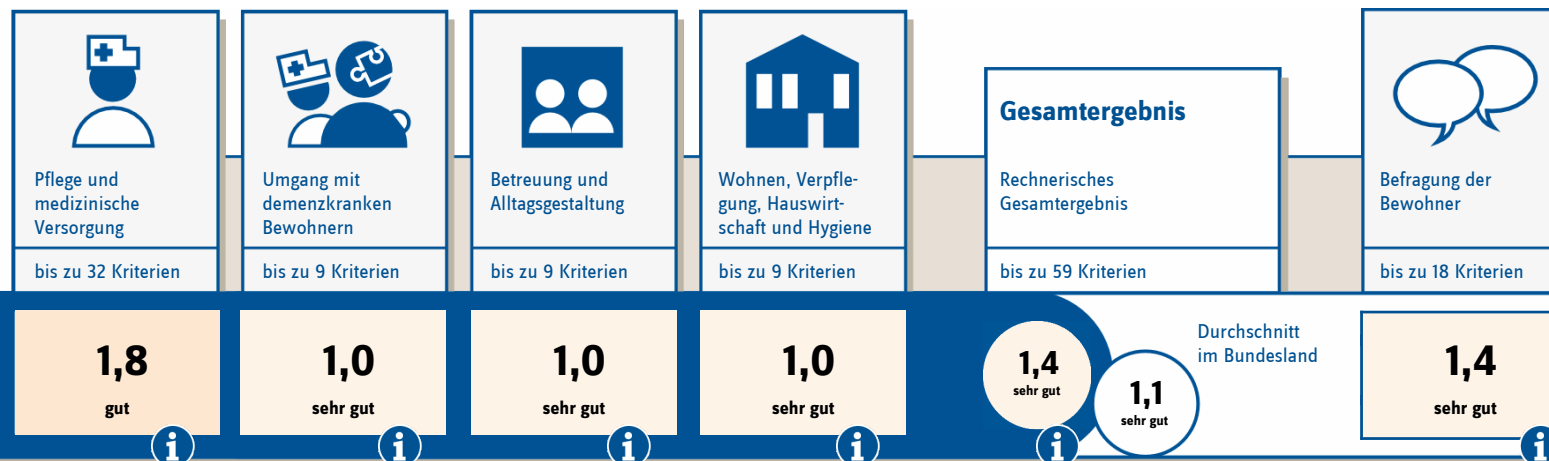 Pflege und
medizinische
Versorgung
bis zu 32 Kriterien
1,8
gut
i
Umgang mit
demenzkranken
Bewohnern
bis zu 9 Kriterien
1,0
sehr gut
i
Betreuung und
Alltagsgestaltung
bis zu 9 Kriterien
1,0
sehr gut
i
Wohnen, Verpfle-
gung, Hauswirt-
schaft und Hygiene
bis zu 9 Kriterien
1,0
sehr gut
i
Gesamtergebnis
Rechnerisches
Gesamtergebnis
bis zu 59 Kriterien
1,4
sehr gut
i
Durchschnitt
im Bundesland
1,1
sehr gut
Befragung der
Bewohner
bis zu 18 Kriterien
1,4
sehr gut
i